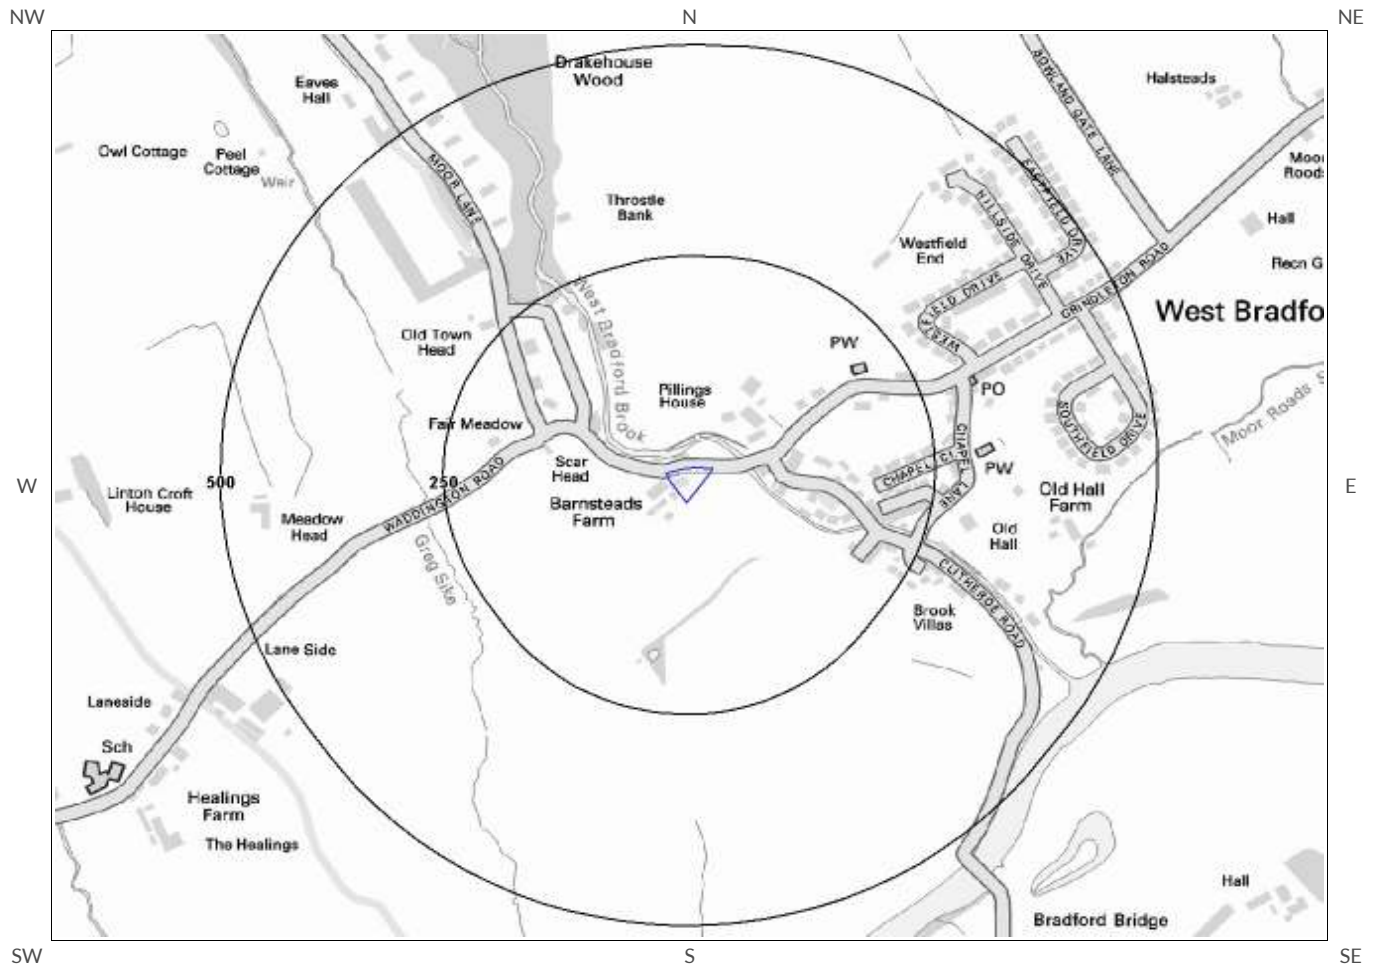 NW
N
NE
Drakehouse
Wood
Eaves
Hall
Halsteads
BOWLAND GATE LANE
Owl Cottage
Peel
Cottage
Weir
MOOR LANE
EASTFIELD DRIVE
HILLSIDE DRIVE
Throstle
Bank
Hall
Westfield
End
Recn G
GRINDLETON ROAD
WESTFIELD DRIVE
West Bradfo
West Bradford Brook
Old Town
Head
PW
Pillings
House
PO
SOUTHFIELD DRIVE
Moor Roads
Fair Meadow
CHAPEL LANE
CHAPEL CL
PW
Scar
Head
W
500
250
E
Linton Croft
House
Barnsteads
Farm
Old Hall
Farm
WADDINGTON ROAD
Meadow
Head
Old
Hall
Greg Sike
CLITHEROE ROAD
Brook
Villas
Lane Side
Laneside
Sch
Healings
Farm
The Healings
Hall
Bradford Bridge
SW
S
SE